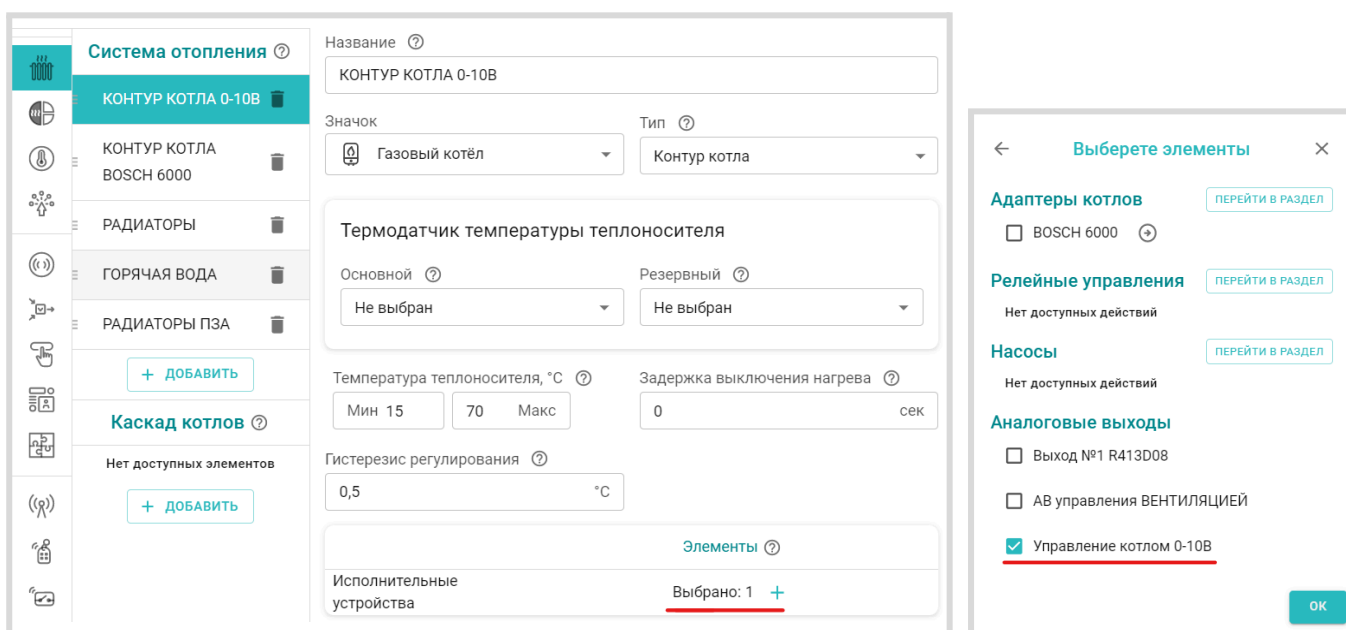 Система отопления
КОНТУР КОТЛА 0-10В
КОНТУР КОТЛА
BOSCH 6000
РАДИАТОРЫ
ГОРЯЧАЯ ВОДА
РАДИАТОРЫ ПЗА
+ ДОБАВИТЬ
Каскад котлов
Нет доступных элементов
+ ДОБАВИТЬ
Название
КОНТУР КОТЛА 0-10В
Значок
Тип
Газовый котёл
Контур котла
Термодатчик температуры теплоносителя
Основной
Резервный
Не выбран
Не выбран
Температура теплоносителя, °C
Задержка выключения нагрева
Мин 15
70 Макс
0 сек
Гистерезис регулирования
0,5 °C
Элементы
Исполнительные
устройства
Выбрано: 1 +
Выберете элементы
Адаптеры котлов
ПЕРЕЙТИ В РАЗДЕЛ
BOSCH 6000
Релейные управления
ПЕРЕЙТИ В РАЗДЕЛ
Нет доступных действий
Насосы
ПЕРЕЙТИ В РАЗДЕЛ
Нет доступных действий
Аналоговые выходы
Выход №1 R413D08
АВ управления ВЕНТИЛЯЦИЕЙ
Управление котлом 0-10В
ОК